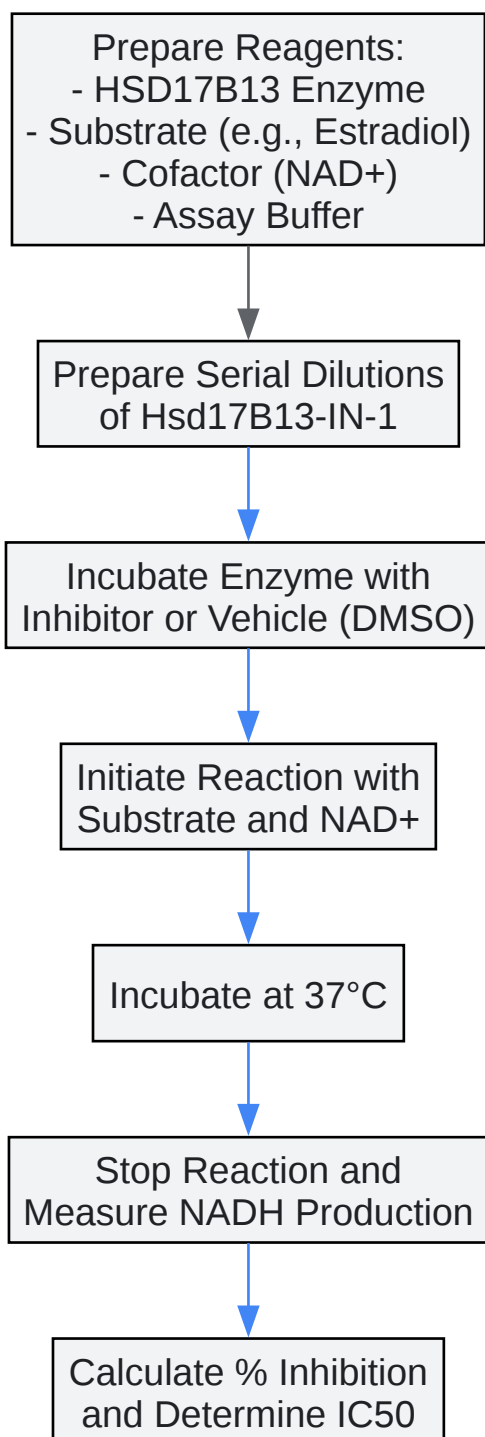 Prepare Reagents:
- HSD17B13 Enzyme
- Substrate (e.g., Estradiol)
- Cofactor (NAD+)
- Assay Buffer
Prepare Serial Dilutions
of Hsd17B13-IN-1
Incubate Enzyme with
Inhibitor or Vehicle (DMSO)
Initiate Reaction with
Substrate and NAD+
Incubate at 37°C
Stop Reaction and
Measure NADH Production
Calculate % Inhibition
and Determine IC50